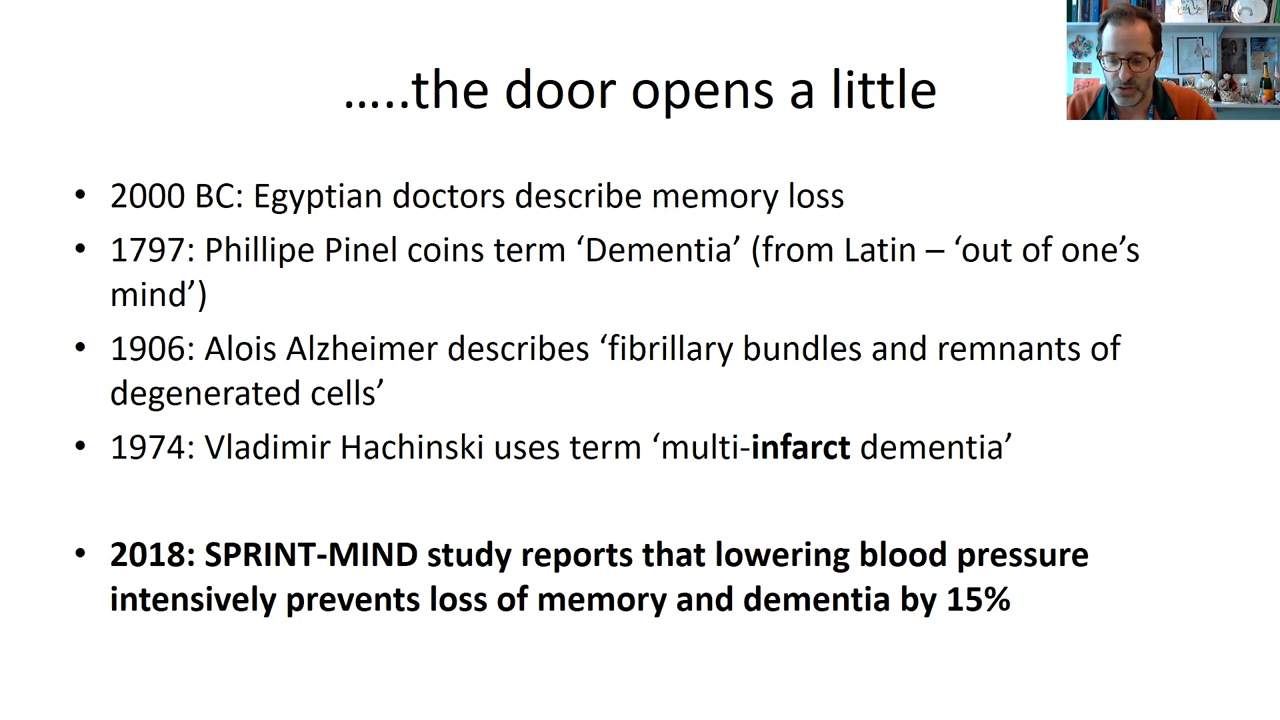 …..the door opens a little
• 2000 BC: Egyptian doctors describe memory loss
• 1797: Phillipe Pinel coins term ‘Dementia’ (from Latin – ‘out of one’s
mind’)
• 1906: Alois Alzheimer describes ‘fibrillary bundles and remnants of
degenerated cells’
• 1974: Vladimir Hachinski uses term ‘multi-infarct dementia’
• 2018: SPRINT-MIND study reports that lowering blood pressure
intensively prevents loss of memory and dementia by 15%